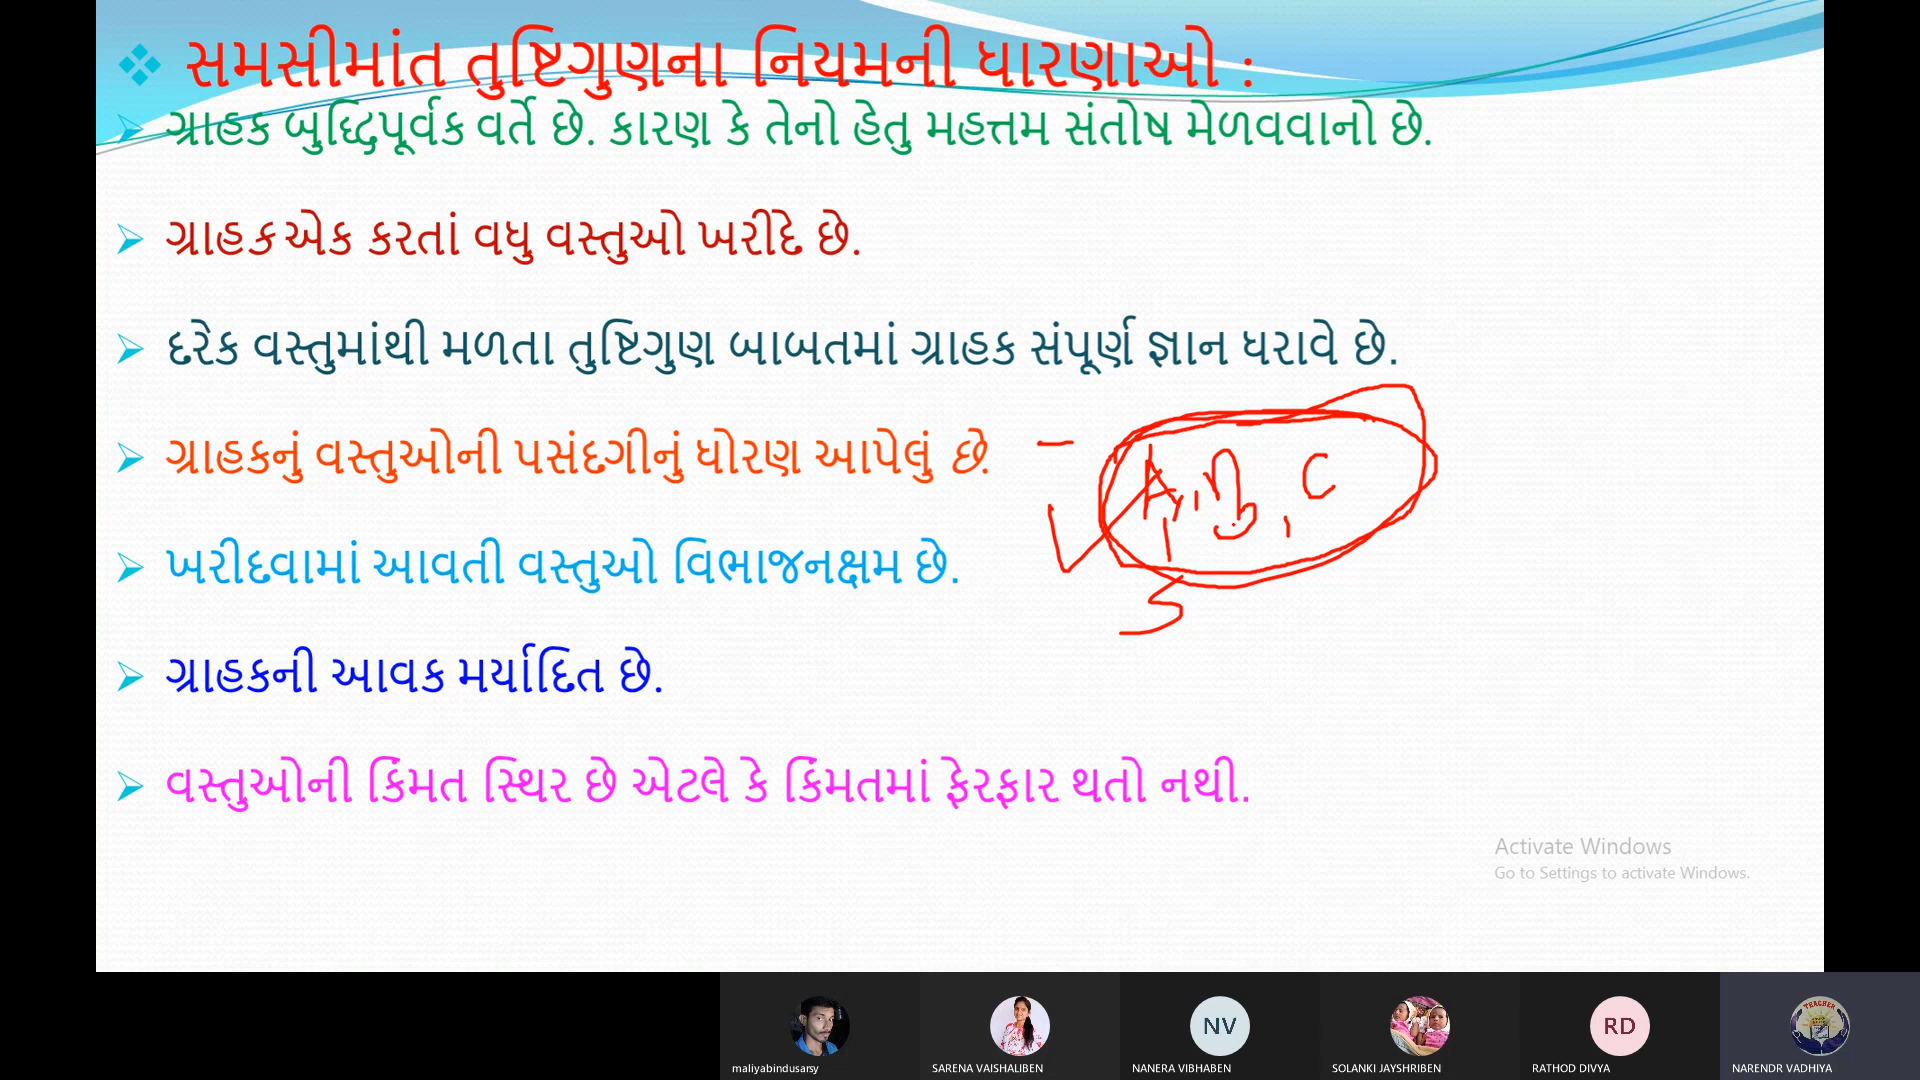 સમસીમાંત તુષ્ટિગુણના નિયમની ધારણાઓ :
ગ્રાહક બુધ્ધિપૂર્વક વર્તે છે. કારણ કે તેનો હેતુ મહત્તમ સંતોષ મેળવવાનો છે.
ગ્રાહક એક કરતાં વધુ વસ્તુઓ ખરીદે છે.
દરેક વસ્તુમાંથી મળતા તુષ્ટિગુણ બાબતમાં ગ્રાહક સંપૂર્ણ જ્ઞાન ધરાવે છે.
ગ્રાહકનું વસ્તુઓની પસંદગીનું ધોરણ આપેલું છે.
A, B, C
5
ખરીદવામાં આવતી વસ્તુઓ વિભાજનક્ષમ છે.
ગ્રાહકની આવક મર્યાદિત છે.
વસ્તુઓની કિંમત સ્થિર છે એટલે કે કિંમતમાં ફેરફાર થતો નથી.
Activate Windows
Go to Settings to activate Windows.
NV RD
TEACHER
maliyabindusarsy SARENA VAISHALIBEN NANERA VIBHABEN SOLANKI JAYSHRIBEN RATHOD DIVYA NARENDR VADHIYA